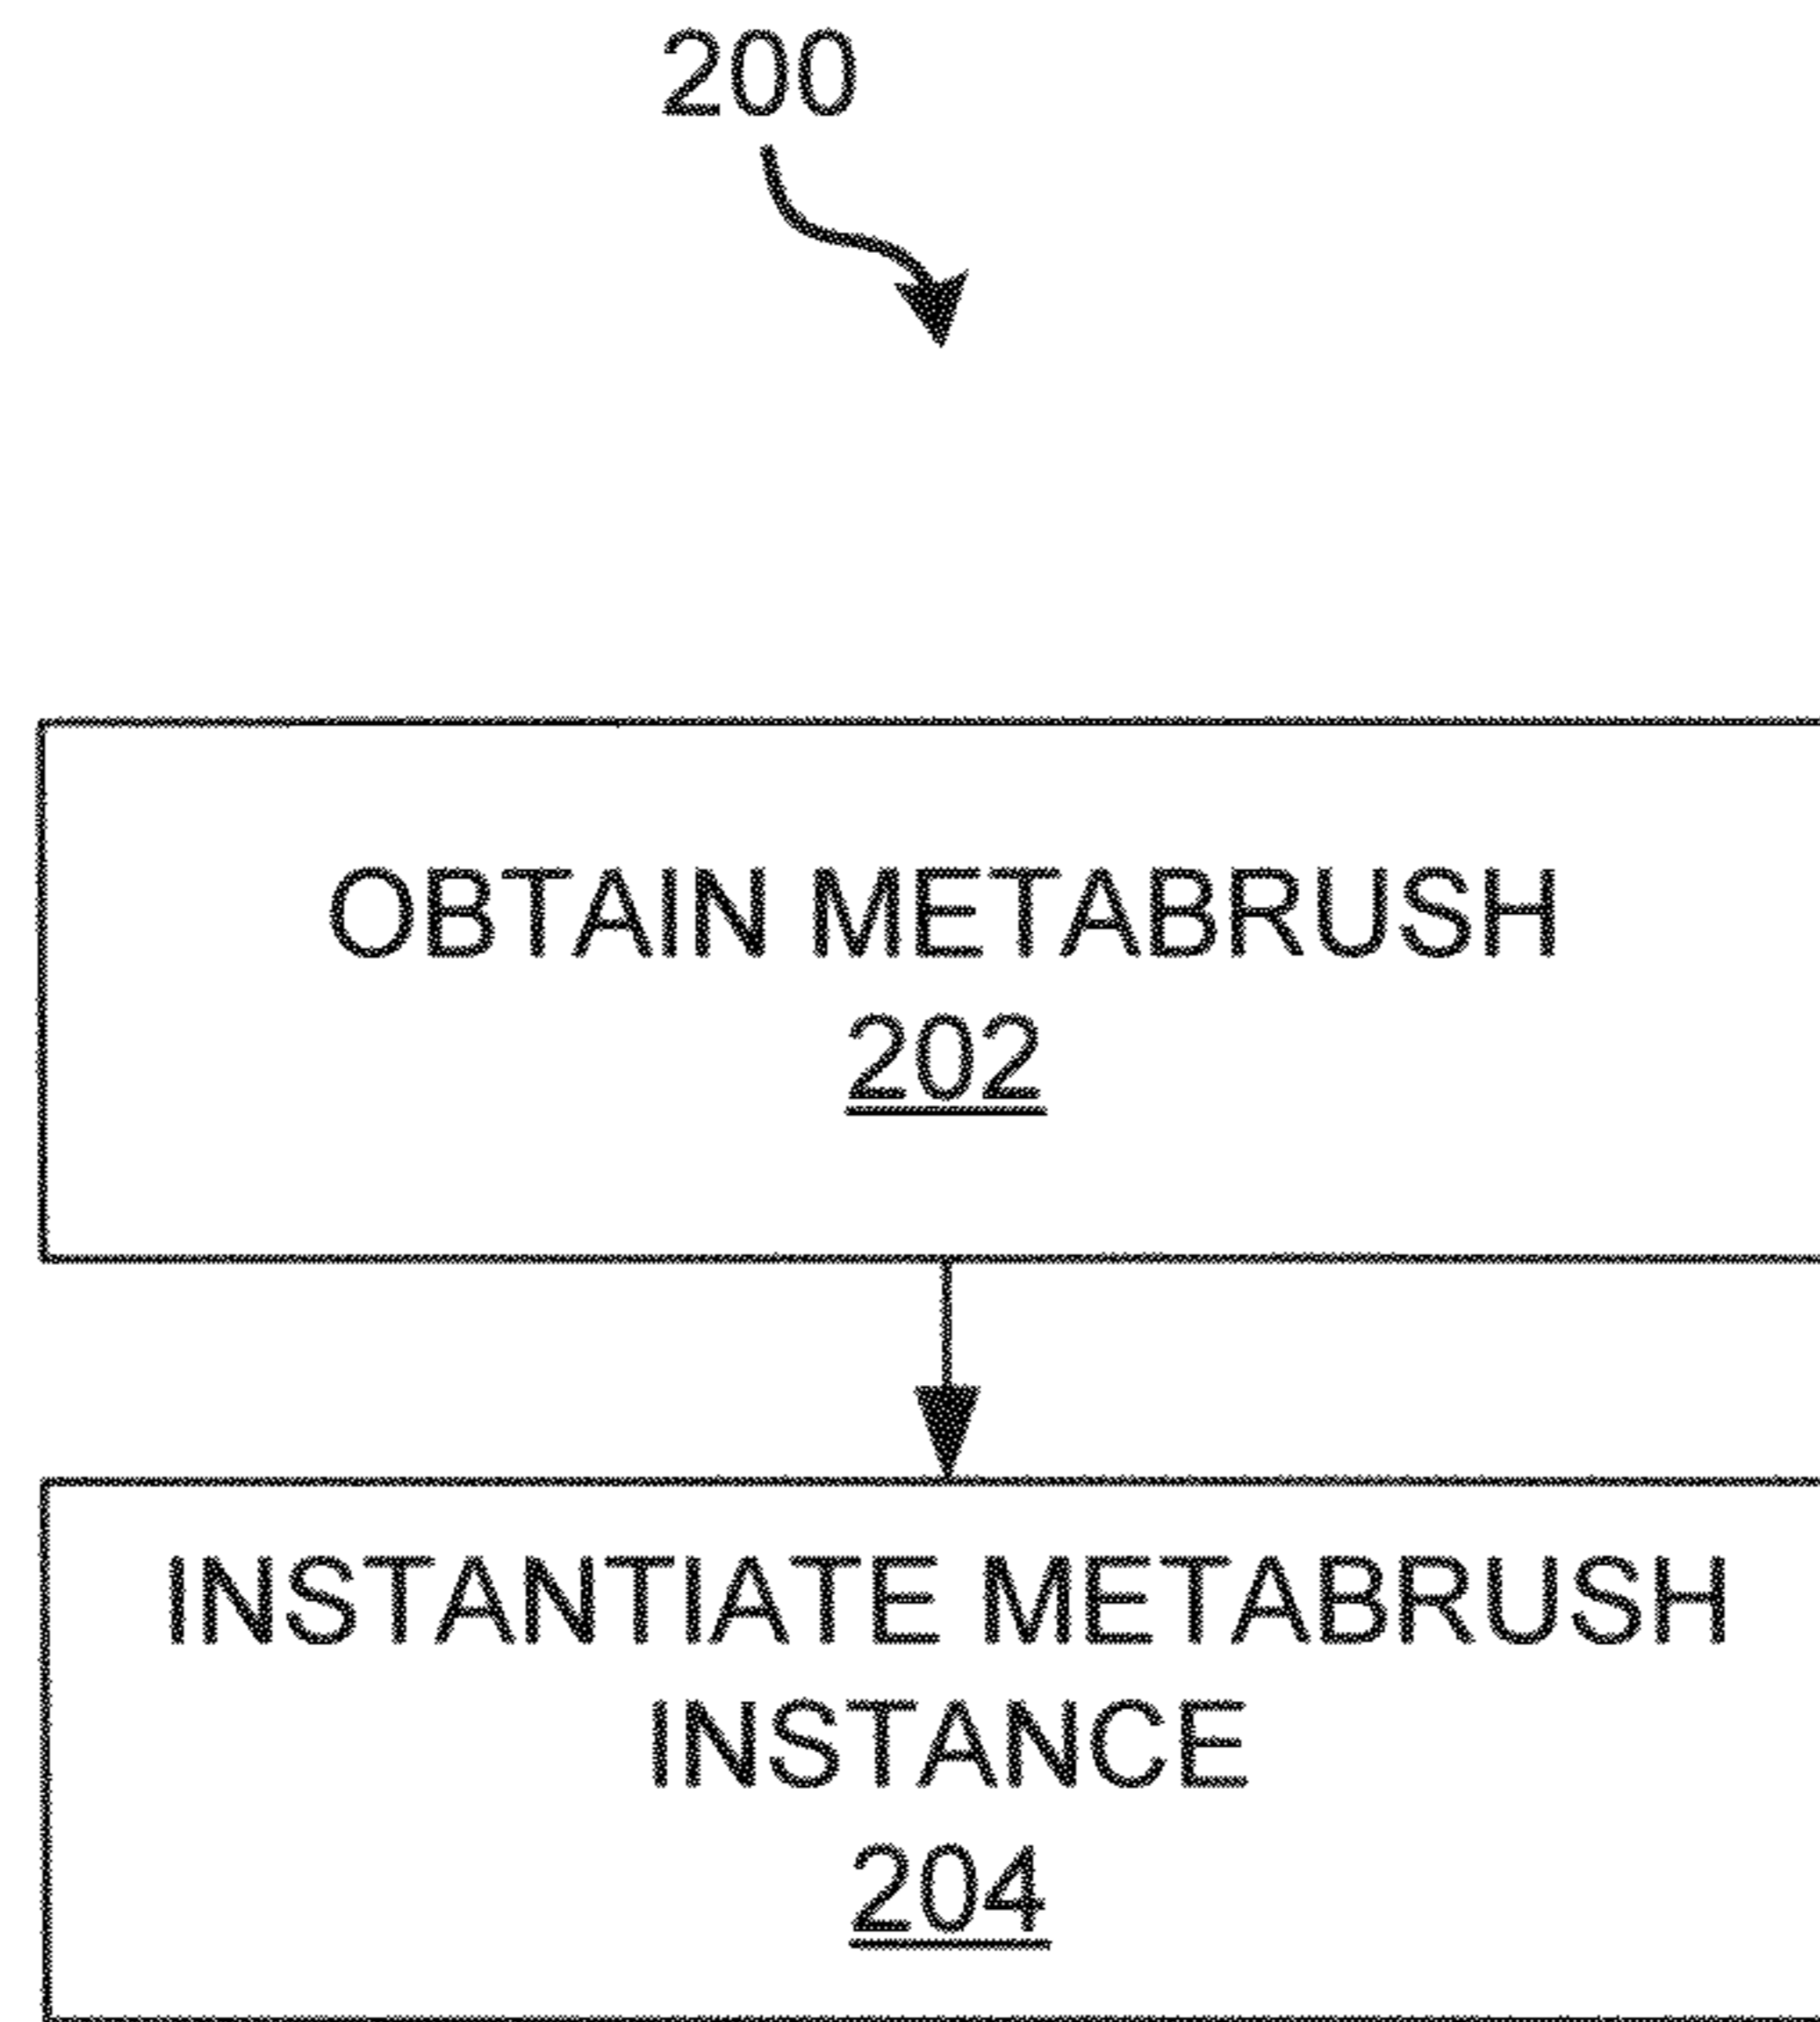 200
OBTAIN METABRUSH
202
INSTANTIATE METABRUSH
INSTANCE
204